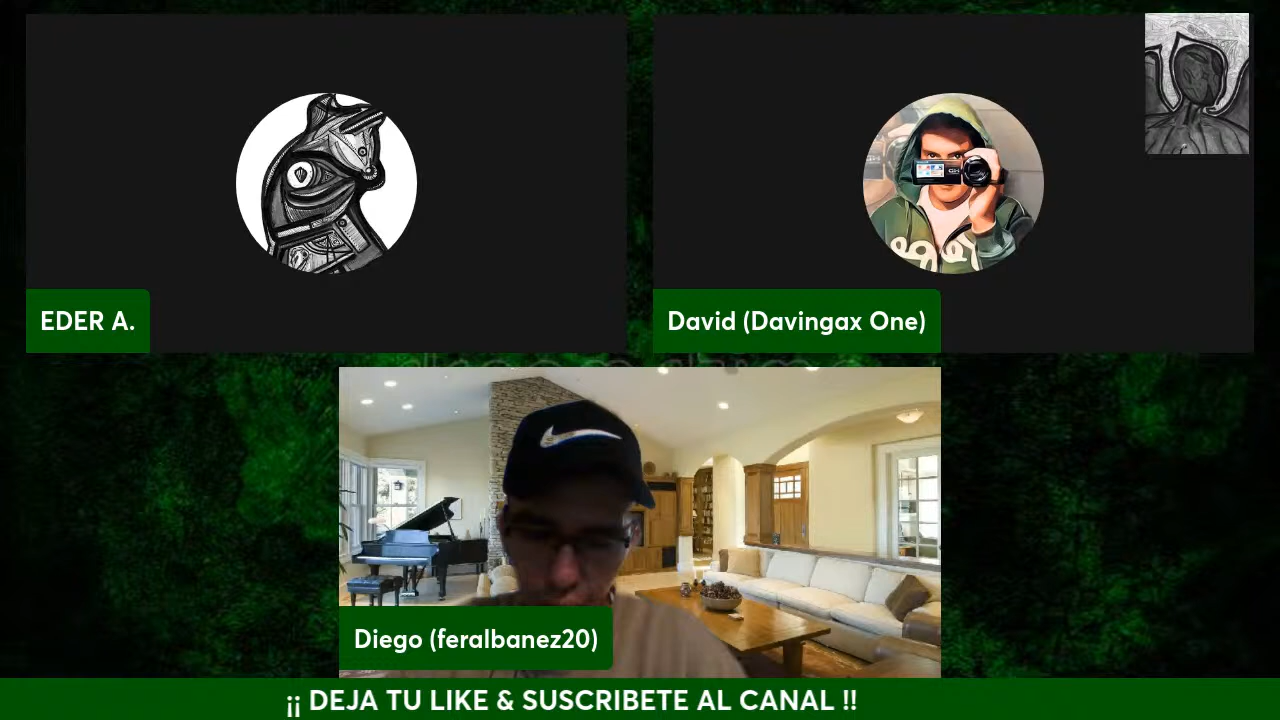 EDER A.
David (Davingax One)
Diego (feralbanez20)
¡¡ DEJA TU LIKE & SUSCRIBETE AL CANAL !!